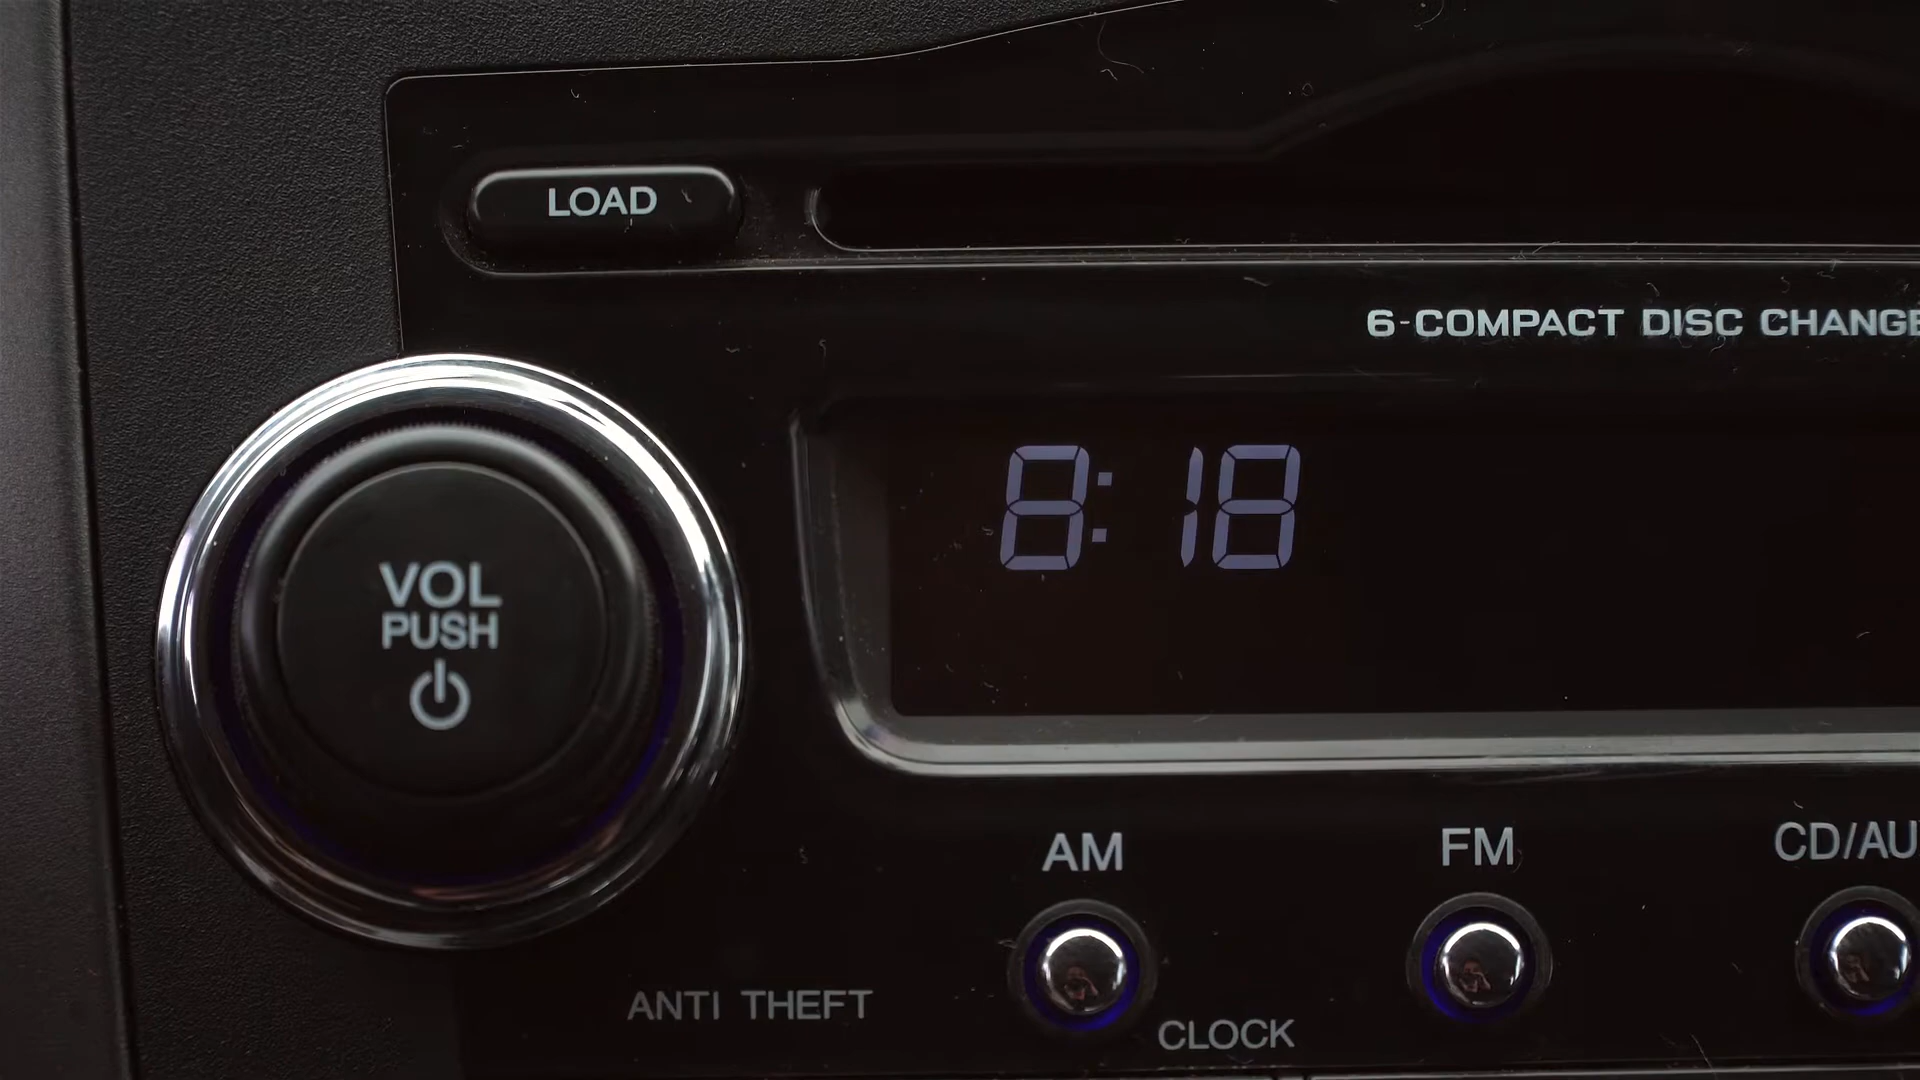 LOAD
6-COMPACT DISC CHANGE
8:18
VOL
PUSH
AM
FM
CD/AU
ANTI THEFT
CLOCK